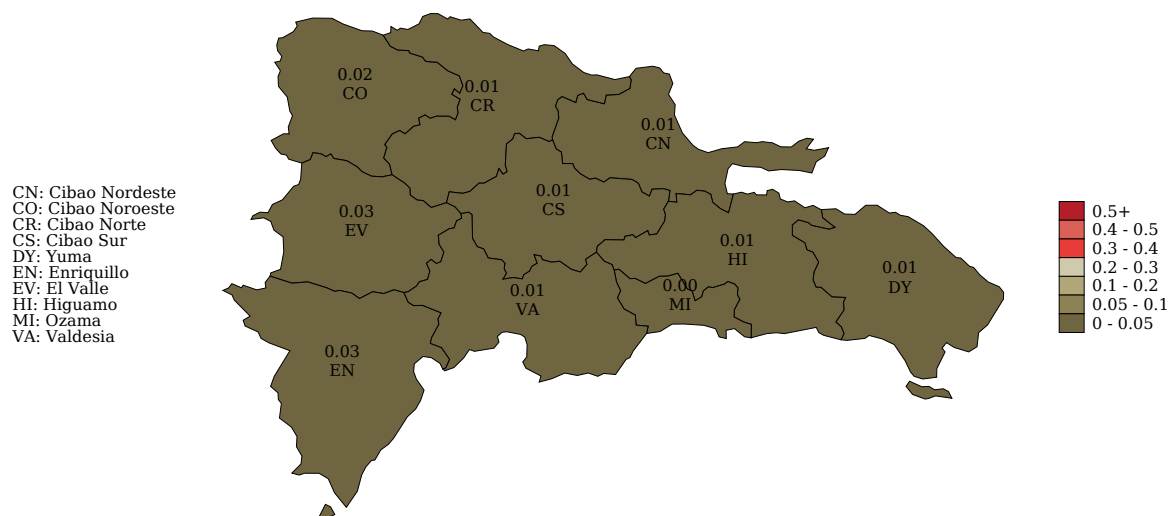 0.02
CO
0.01
CR
0.01
CN
0.03
EV
0.01
CS
0.01
HI
0.01
DY
0.01
VA
0.00
MI
0.03
EN
CN: Cibao Nordeste
CO: Cibao Noroeste
CR: Cibao Norte
CS: Cibao Sur
DY: Yuma
EN: Enriquillo
EV: El Valle
HI: Higuamo
MI: Ozama
VA: Valdesia
0.5+
0.4 - 0.5
0.3 - 0.4
0.2 - 0.3
0.1 - 0.2
0.05 - 0.1
0 - 0.05